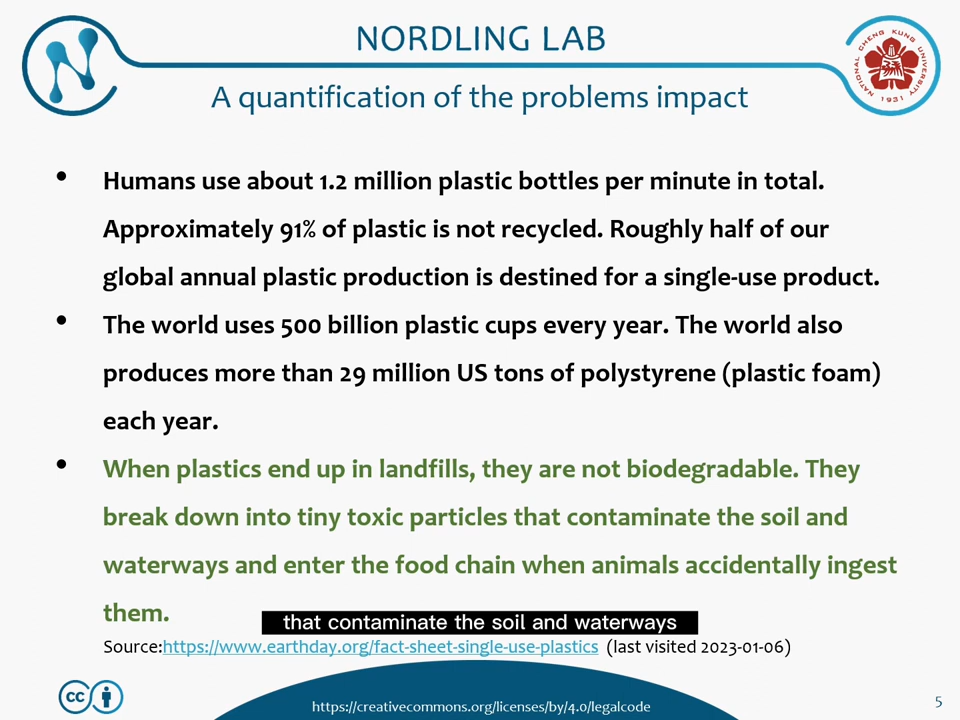 NORDLING LAB
NATIONAL CHENG KUNG UNIVERSITY
1931
A quantification of the problems impact
• Humans use about 1.2 million plastic bottles per minute in total.
Approximately 91% of plastic is not recycled. Roughly half of our
global annual plastic production is destined for a single-use product.
• The world uses 500 billion plastic cups every year. The world also
produces more than 29 million US tons of polystyrene (plastic foam)
each year.
• When plastics end up in landfills, they are not biodegradable. They
break down into tiny toxic particles that contaminate the soil and
waterways and enter the food chain when animals accidentally ingest
them.
that contaminate the soil and waterways
Source:https://www.earthday.org/fact-sheet-single-use-plastics (last visited 2023-01-06)
cc
https://creativecommons.org/licenses/by/4.0/legalcode
5